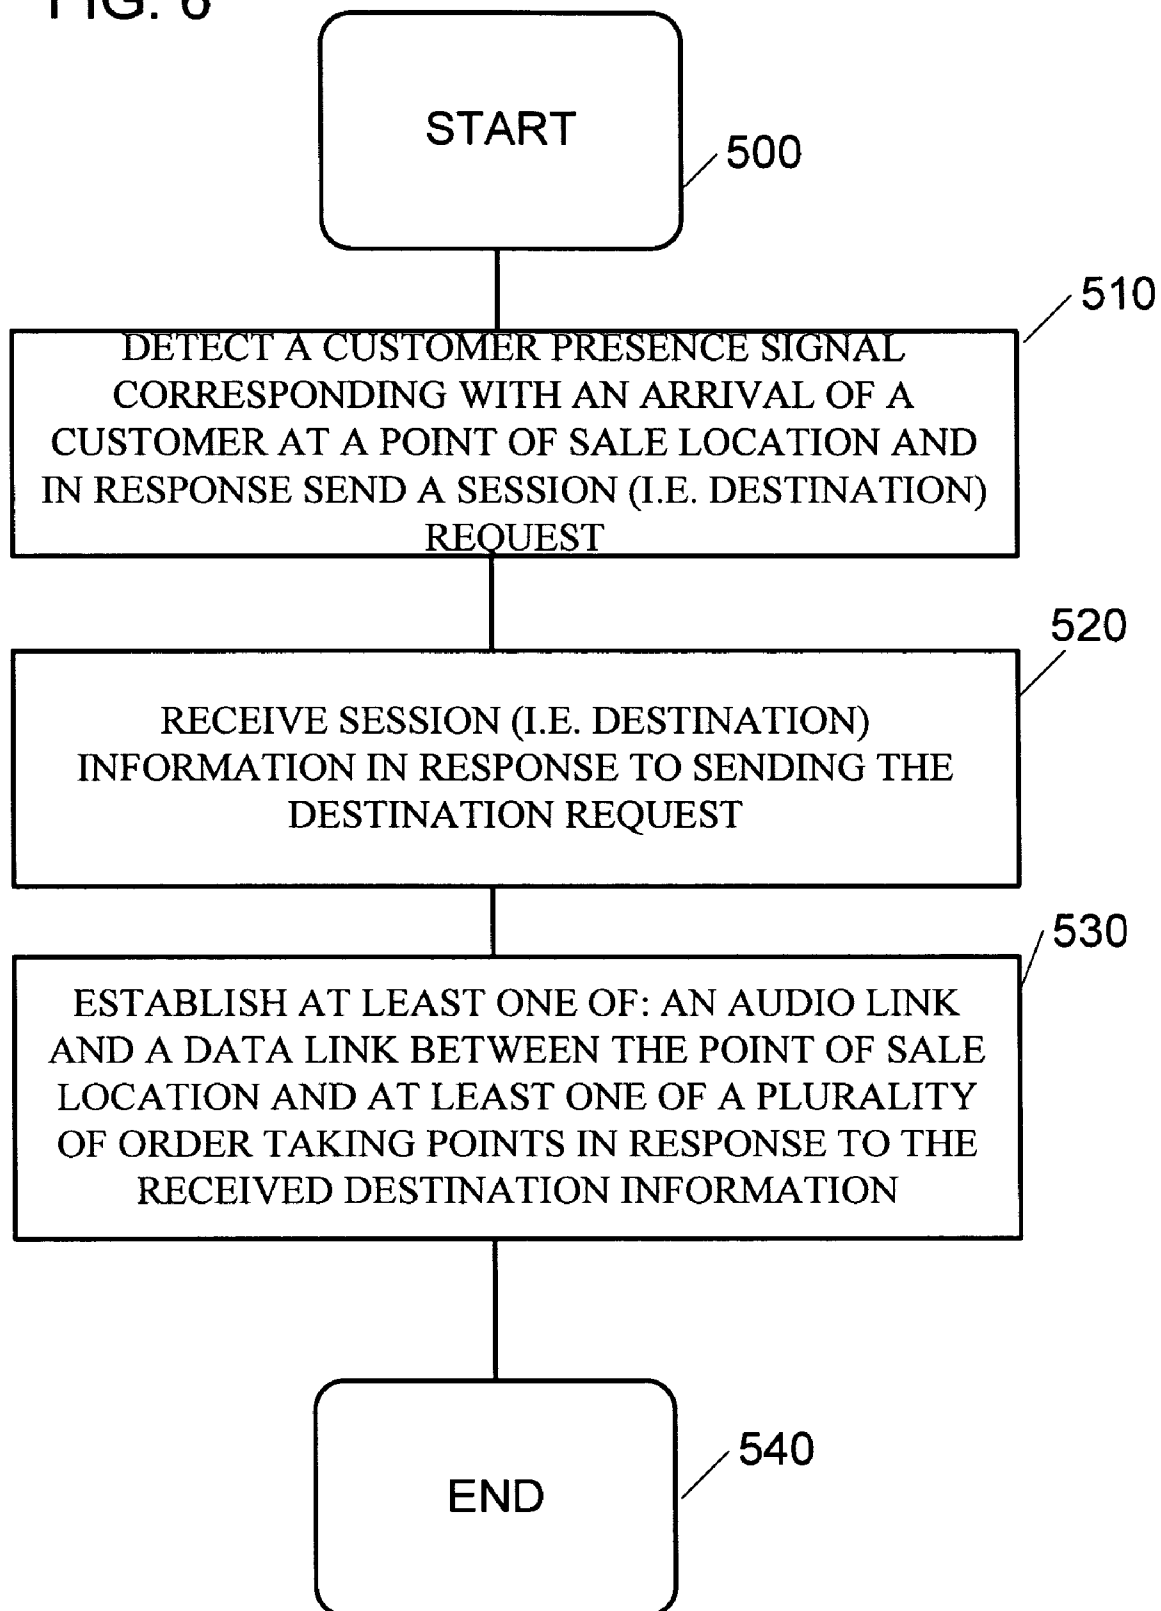 FIG. 6
START
500
510
DETECT A CUSTOMER PRESENCE SIGNAL
CORRESPONDING WITH AN ARRIVAL OF A
CUSTOMER AT A POINT OF SALE LOCATION AND
IN RESPONSE SEND A SESSION (I.E. DESTINATION)
REQUEST
520
RECEIVE SESSION (I.E. DESTINATION)
INFORMATION IN RESPONSE TO SENDING THE
DESTINATION REQUEST
530
ESTABLISH AT LEAST ONE OF: AN AUDIO LINK
AND A DATA LINK BETWEEN THE POINT OF SALE
LOCATION AND AT LEAST ONE OF A PLURALITY
OF ORDER TAKING POINTS IN RESPONSE TO THE
RECEIVED DESTINATION INFORMATION
540
END